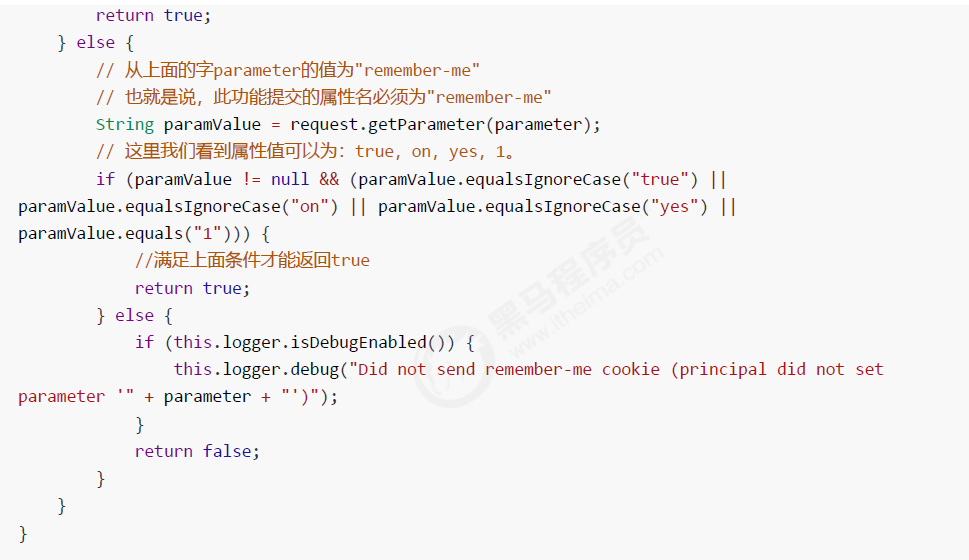 return true;
    } else {
        // 从上面的字parameter的值为"remember-me"
        // 也就是说，此功能提交的属性名必须为"remember-me"
        String paramValue = request.getParameter(parameter);
        // 这里我们看到属性值可以为：true，on，yes，1。
        if (paramValue != null && (paramValue.equalsIgnoreCase("true") ||
paramValue.equalsIgnoreCase("on") || paramValue.equalsIgnoreCase("yes") ||
paramValue.equals("1"))) {
            //满足上面条件才能返回true
            return true;
        } else {
            if (this.logger.isDebugEnabled()) {
                this.logger.debug("Did not send remember-me cookie (principal did not set
parameter '" + parameter + "')");
            }
            return false;
        }
    }
}
黑马程序员
www.itheima.com